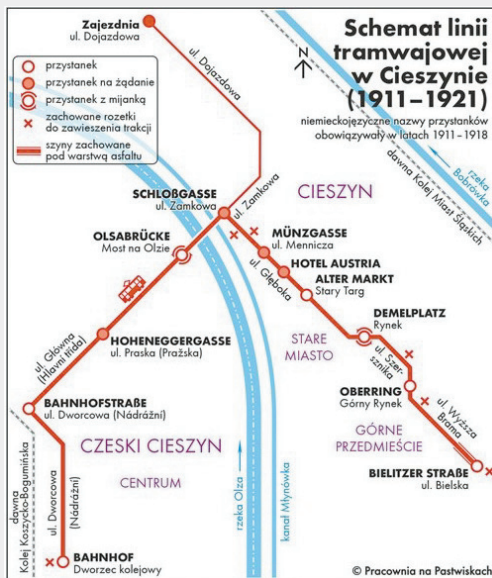 Zajezdnia
ul. Dojazdowa
Schemat linii
tramwajowej
w Cieszynie
(1911–1921)
niemieckojęzyczne nazwy przystanków
obowiązywały w latach 1911–1918
N
przystanek
przystanek na żądanie
przystanek z mijanką
zachowane rozetki
do zawieszenia trakcji
szyny zachowane
pod warstwą asfaltu
ul. Dojazdowa
rzeka
Bobrówka
dawna Kolej Miast Śląskich
SCHLOßGASSE
ul. Zamkowa
ul. Zamkowa
CIESZYN
OLSABRÜCKE
Most na Olzie
MÜNZGASSE
ul. Mennicza
HOTEL AUSTRIA
ul. Głęboka
ALTER MARKT
Stary Targ
DEMELPLATZ
Rynek
STARE
MIASTO
ul. Szer-
sznika
HOHENEGGERGASSE
ul. Praska (Pražska)
ul. Główna
(Hlavní třída)
OBERRING
Górny Rynek
ul. Wyższa
Brama
BAHNHOFSTRAßE
ul. Dworcowa (Nádrážní)
GÓRNE
PRZEDMIEŚCIE
CZESKI CIESZYN
CENTRUM
BIELITZER STRAßE
ul. Bielska
dawna
Kolej Koszycko-Bogumińska
ul. Dworcowa
(Nádrážní)
rzeka Olza
kanał Młynówka
BAHNHOF
Dworzec kolejowy
© Pracownia na Pastwiskach